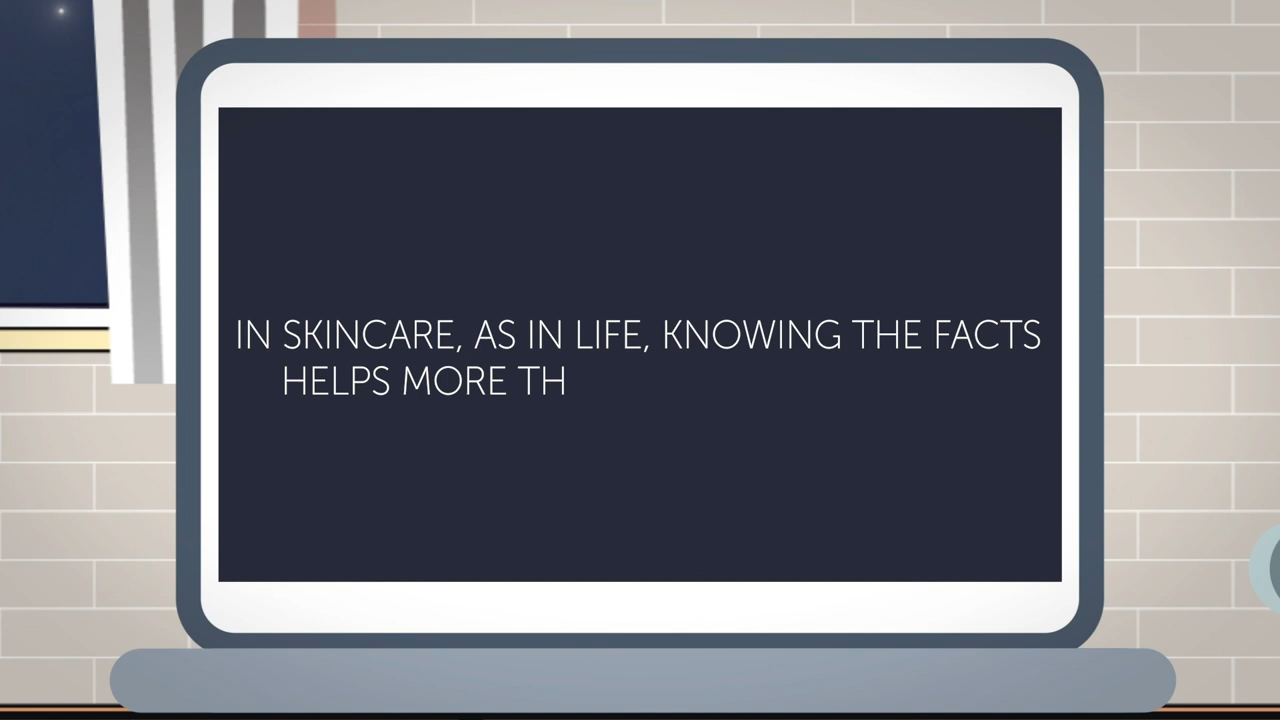 IN SKINCARE, AS IN LIFE, KNOWING THE FACTS
HELPS MORE TH